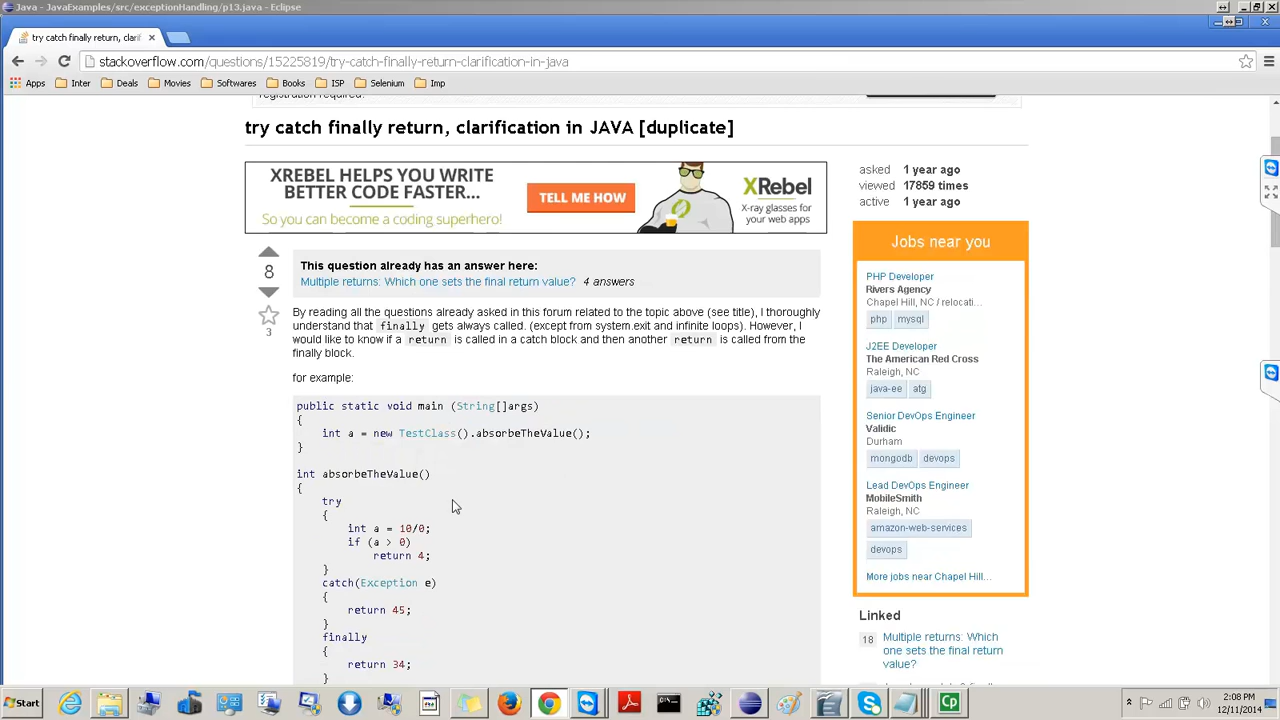 Java - JavaExamples/src/exceptionHandling/p13.java - Eclipse
try catch finally return, clari
stackoverflow.com/questions/15225819/try-catch-finally-return-clarification-in-java
Apps Inter Deals Movies Softwares Books ISP Selenium Imp
registration required.
try catch finally return, clarification in JAVA [duplicate]
XREBEL HELPS YOU WRITE
BETTER CODE FASTER...
So you can become a coding superhero!
TELL ME HOW
XRebel
X-ray glasses for
your web apps
asked 1 year ago
viewed 17859 times
active 1 year ago
8
3
This question already has an answer here:
Multiple returns: Which one sets the final return value? 4 answers
By reading all the questions already asked in this forum related to the topic above (see title), I thoroughly
understand that finally gets always called. (except from system.exit and infinite loops). However, I
would like to know if a return is called in a catch block and then another return is called from the
finally block.
for example:
public static void main (String[]args)
{
int a = new TestClass().absorbeTheValue();
}
int absorbeTheValue()
{
try
{
int a = 10/0;
if (a > 0)
return 4;
}
catch(Exception e)
{
return 45;
}
finally
{
return 34;
}
Jobs near you
PHP Developer
Rivers Agency
Chapel Hill, NC / relocati...
php mysql
J2EE Developer
The American Red Cross
Raleigh, NC
java-ee atg
Senior DevOps Engineer
Validic
Durham
mongodb devops
Lead DevOps Engineer
MobileSmith
Raleigh, NC
amazon-web-services
devops
More jobs near Chapel Hill...
Linked
18 Multiple returns: Which
one sets the final return
value?
Start
Cp
2:08 PM
12/11/2014